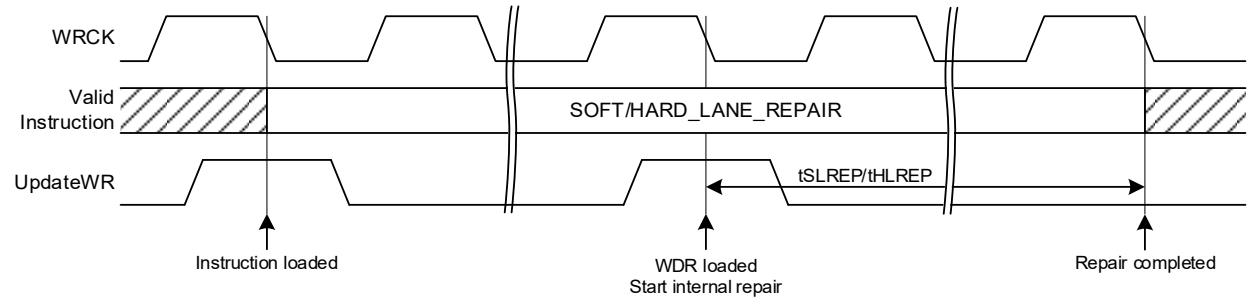 WRCK
Valid
Instruction
SOFT/HARD_LANE_REPAIR
UpdateWR
tSLREP/tHLREP
Instruction loaded
WDR loaded
Start internal repair
Repair completed